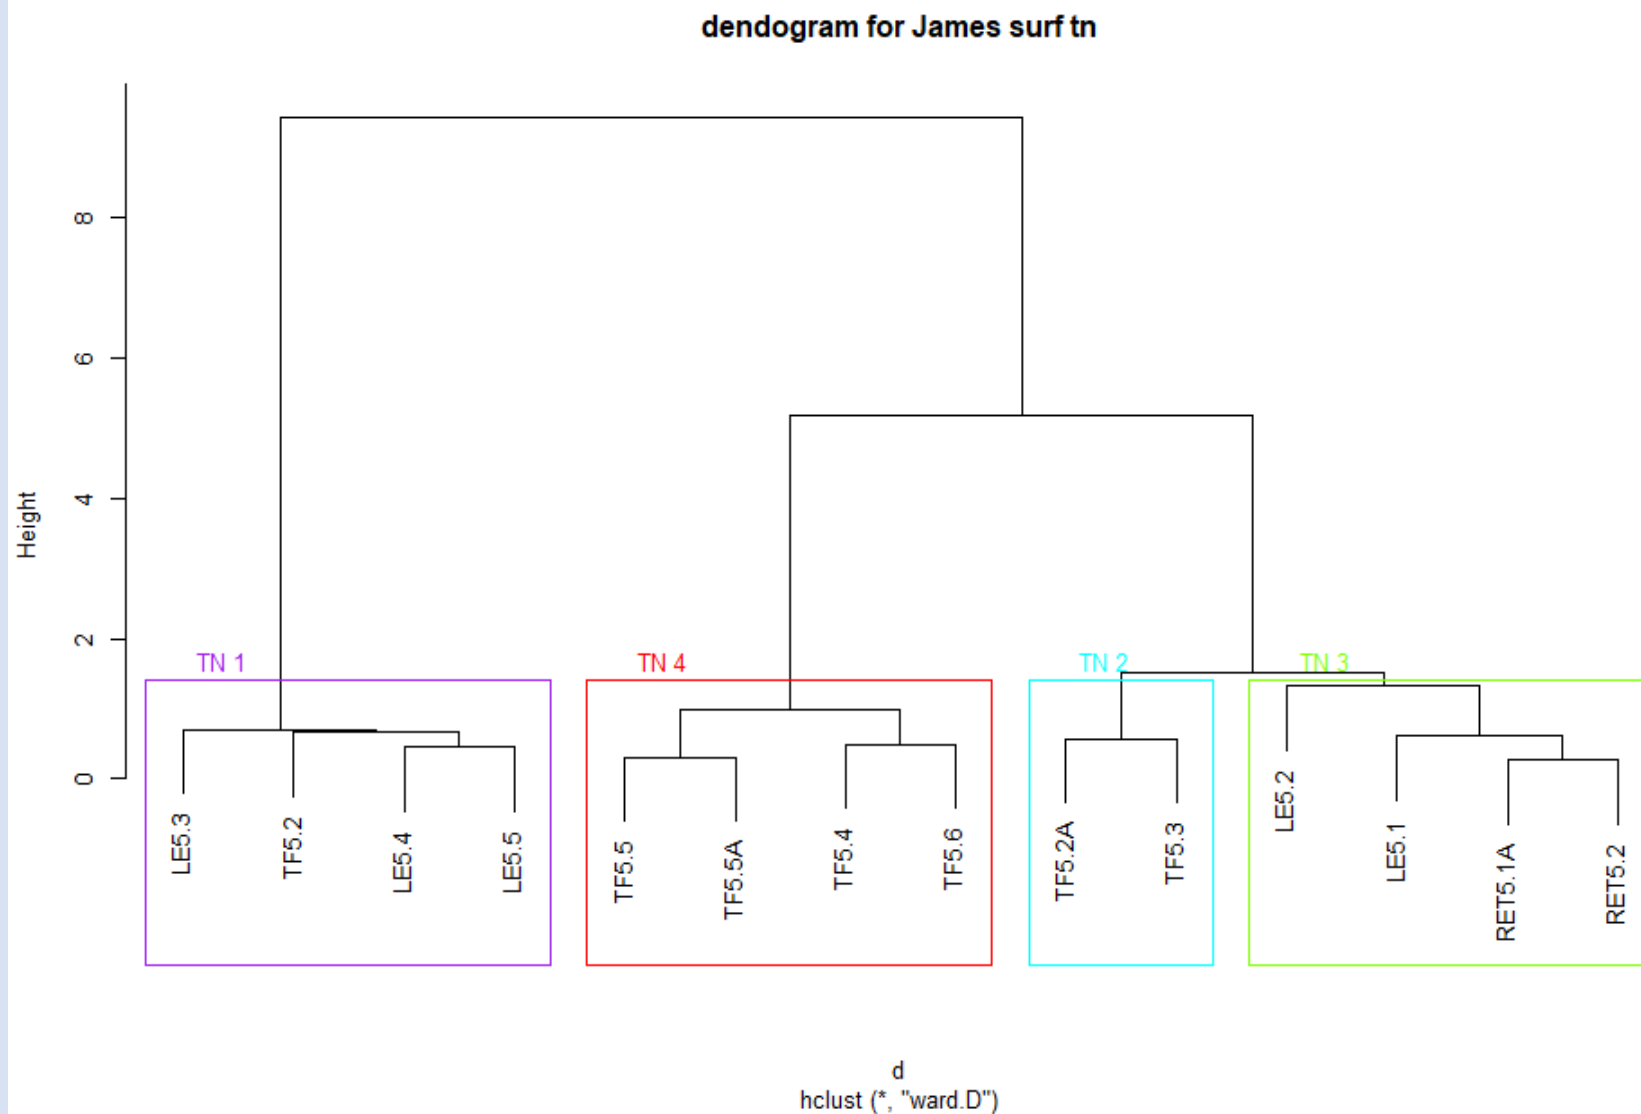 dendogram for James surf tn
Height
8
6
4
2
0
TN 1
TN 4
TN 2
TN 3
LE5.3
TF5.2
LE5.4
LE5.5
TF5.5
TF5.5A
TF5.4
TF5.6
TF5.2A
TF5.3
LE5.2
LE5.1
RET5.1A
RET5.2
d
hclust (*, "ward.D")